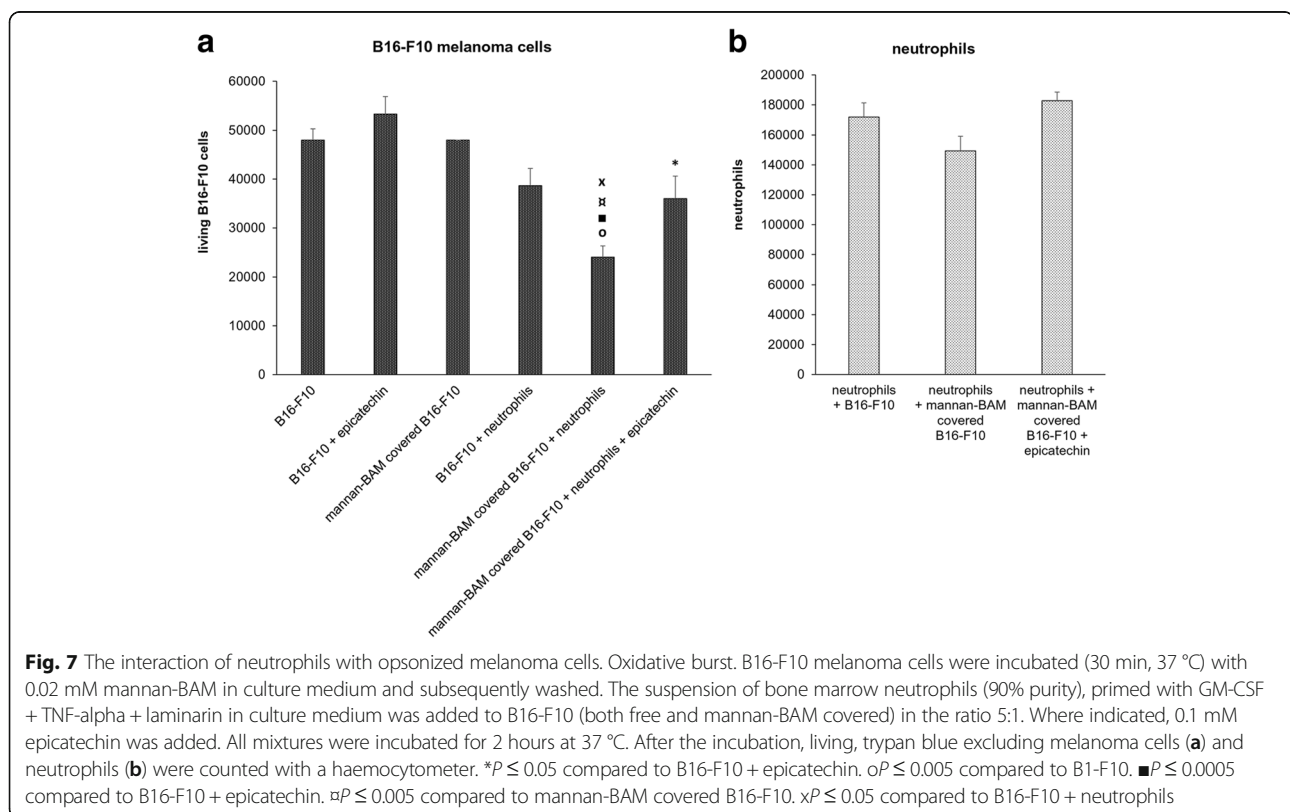 a
B16-F10 melanoma cells
60000
50000
40000
30000
20000
10000
0
living B16-F10 cells
x
¤
■
o
*
B16-F10
B16-F10 + epicatechin
mannan-BAM covered B16-F10
B16-F10 + neutrophils
mannan-BAM covered B16-F10 + neutrophils
mannan-BAM covered B16-F10 + neutrophils + epicatechin
b
neutrophils
200000
180000
160000
140000
120000
100000
80000
60000
40000
20000
0
neutrophils
neutrophils
+ B16-F10
neutrophils
+ mannan-BAM
covered
B16-F10
neutrophils +
mannan-BAM
covered
B16-F10 +
epicatechin
Fig. 7 The interaction of neutrophils with opsonized melanoma cells. Oxidative burst. B16-F10 melanoma cells were incubated (30 min, 37 °C) with
0.02 mM mannan-BAM in culture medium and subsequently washed. The suspension of bone marrow neutrophils (90% purity), primed with GM-CSF
+ TNF-alpha + laminarin in culture medium was added to B16-F10 (both free and mannan-BAM covered) in the ratio 5:1. Where indicated, 0.1 mM
epicatechin was added. All mixtures were incubated for 2 hours at 37 °C. After the incubation, living, trypan blue excluding melanoma cells (a) and
neutrophils (b) were counted with a haemocytometer. *P ≤ 0.05 compared to B16-F10 + epicatechin. oP ≤ 0.005 compared to B1-F10. ■P ≤ 0.0005
compared to B16-F10 + epicatechin. ¤P ≤ 0.005 compared to mannan-BAM covered B16-F10. xP ≤ 0.05 compared to B16-F10 + neutrophils